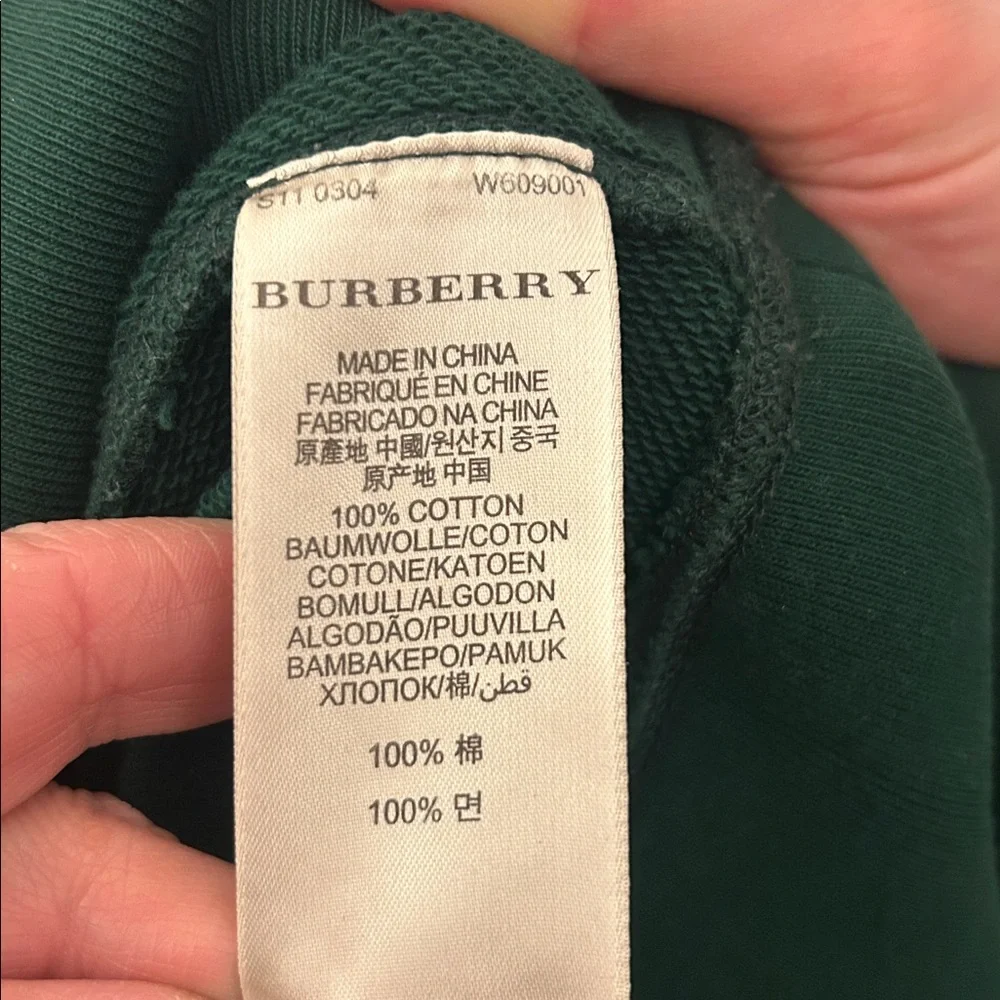 S11 0304 W609001
BURBERRY
MADE IN CHINA
FABRIQUÉ EN CHINE
FABRICADO NA CHINA
原產地 中國/원산지 중국
原产地 中国
100% COTTON
BAUMWOLLE/COTON
COTONE/KATOEN
BOMULL/ALGODON
ALGODÃO/PUUVILLA
BAMBAKEPO/PAMUK
ХЛОПОК/棉/قطن
100% 棉
100% 면